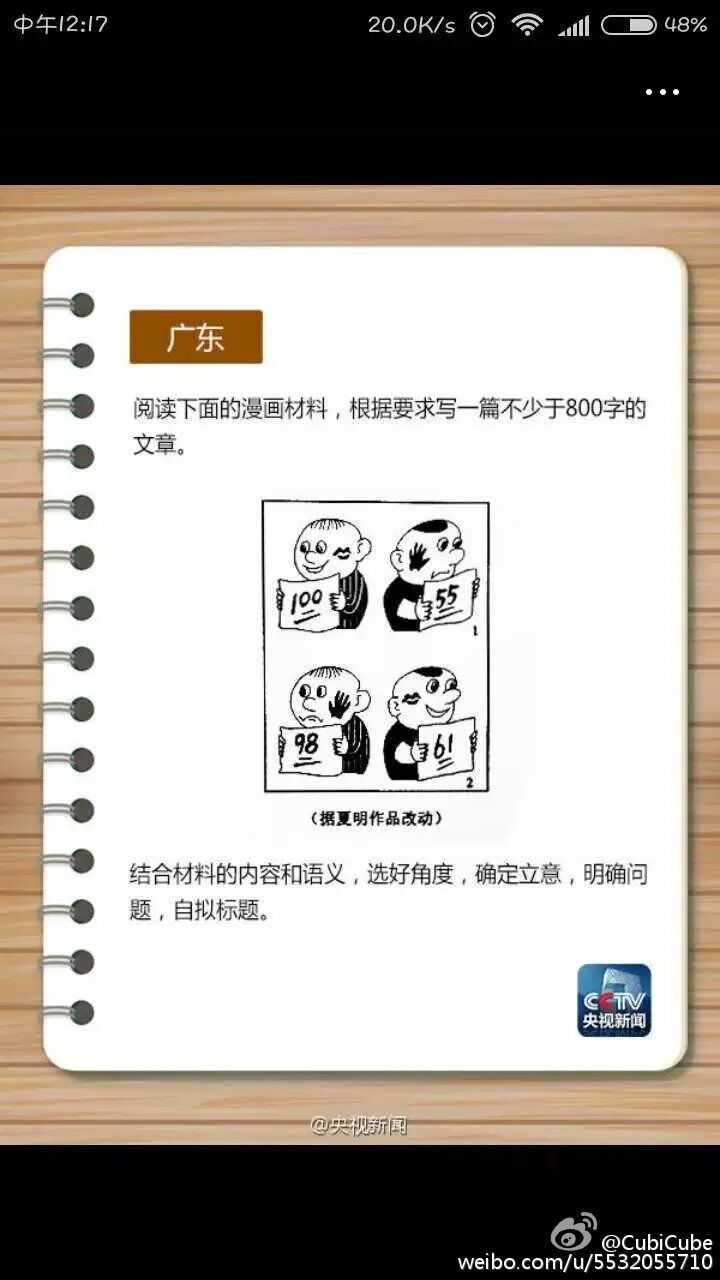 中午12:17
20.0K/s
48%
广东
阅读下面的漫画材料，根据要求写一篇不少于800字的
文章。
100
55
1
98
61
2
（据夏明作品改动）
结合材料的内容和语义，选好角度，确定立意，明确问
题，自拟标题。
CCTV
央视新闻
@央视新闻
@CubiCube
weibo.com/u/5532055710